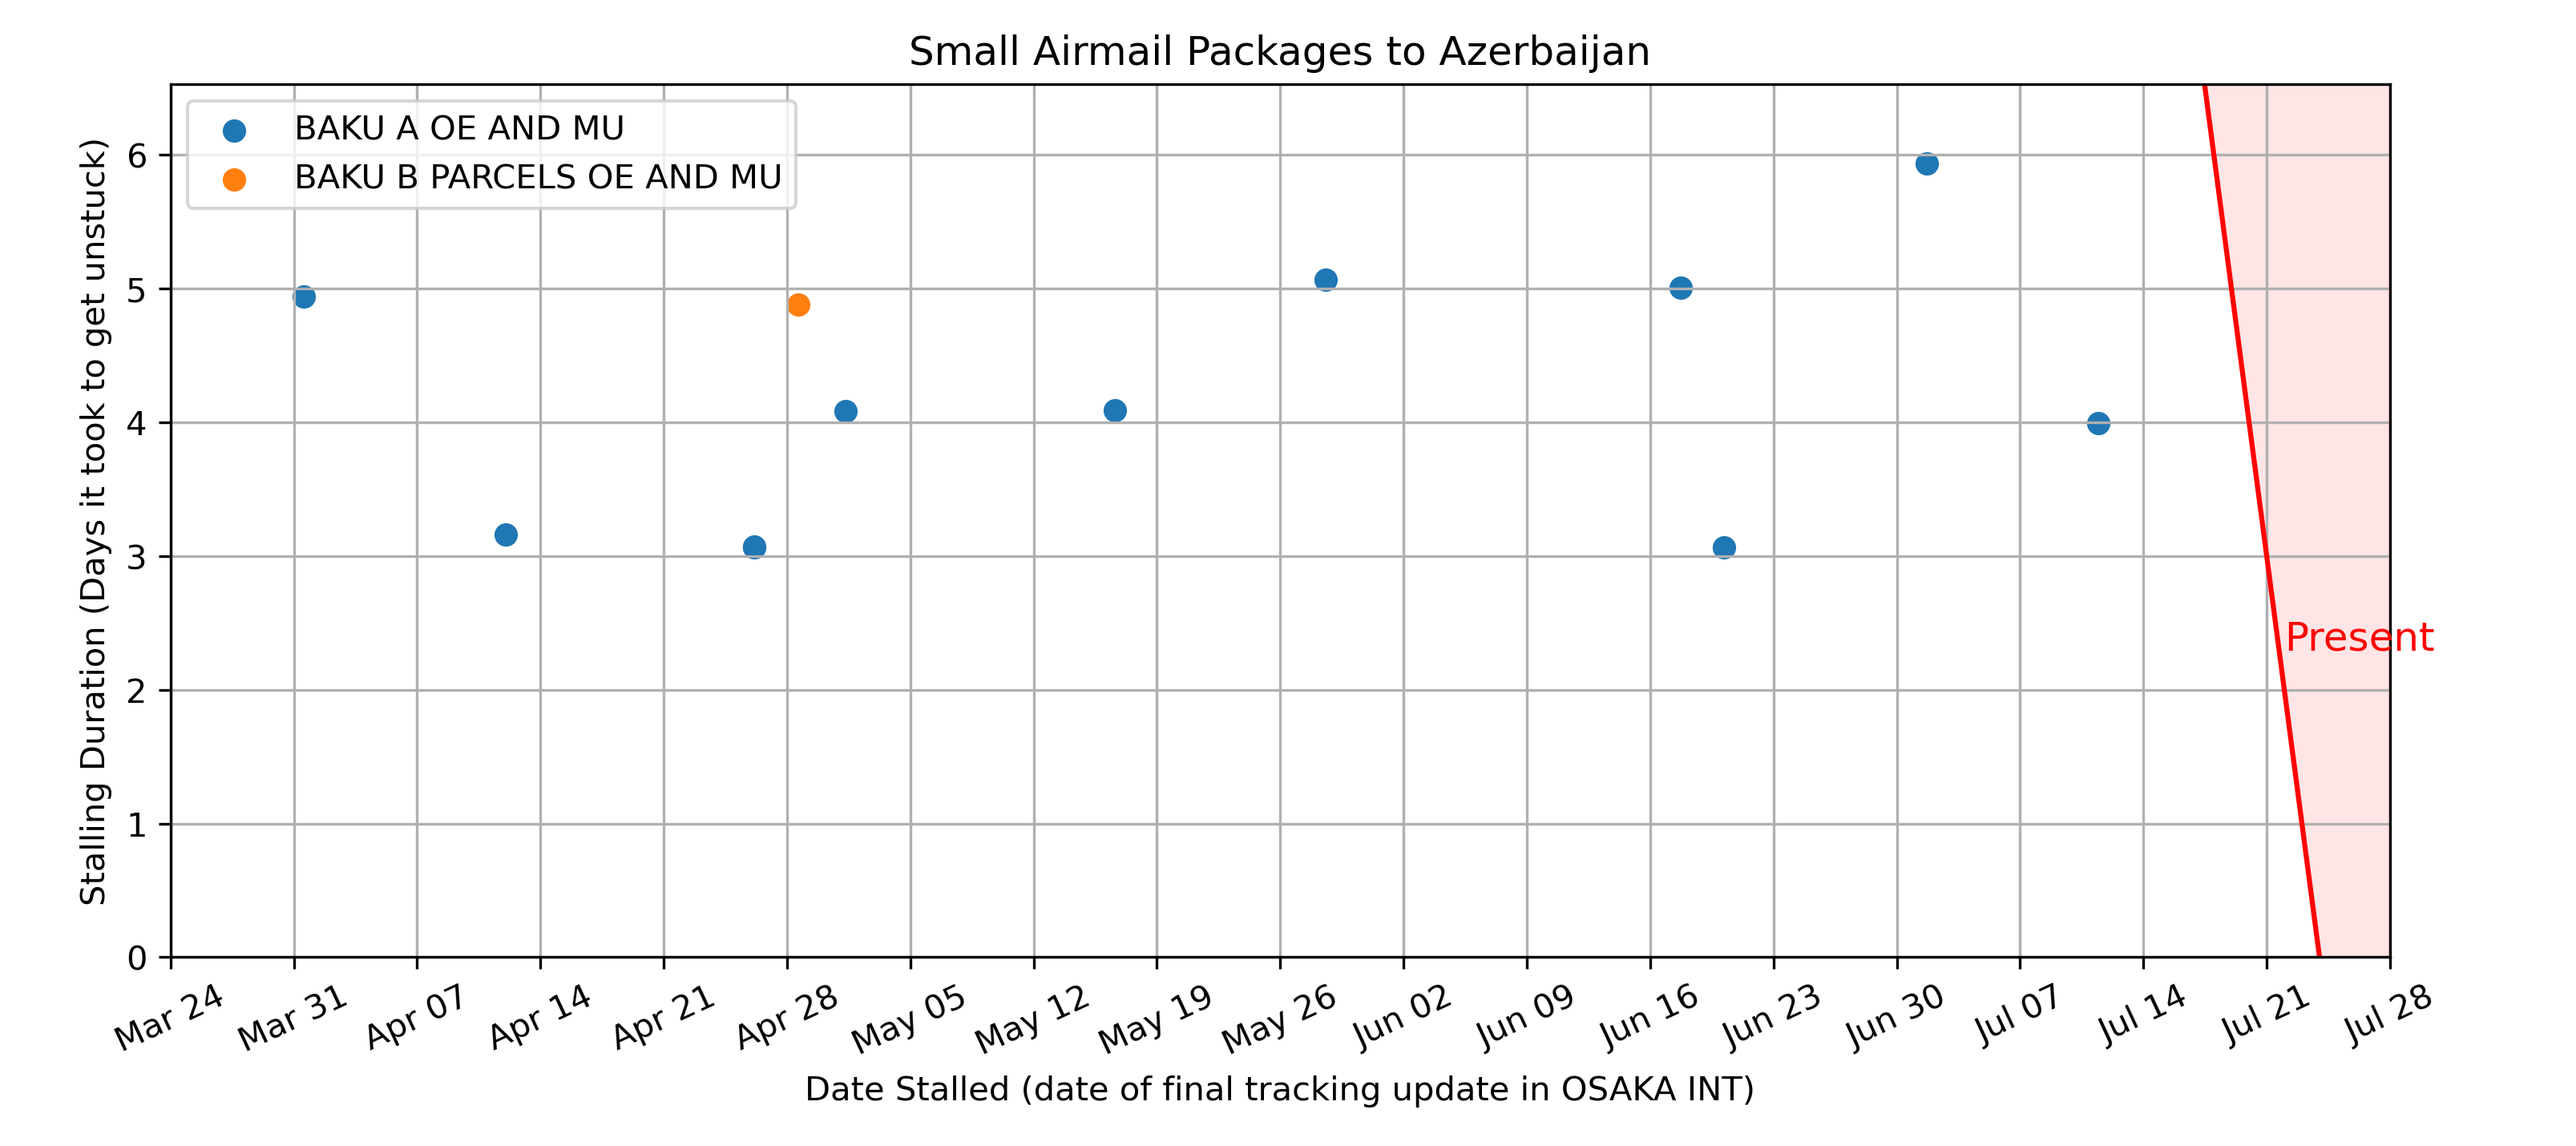 Small Airmail Packages to Azerbaijan
BAKU A OE AND MU
BAKU B PARCELS OE AND MU
Stalling Duration (Days it took to get unstuck)
6
5
4
3
2
1
0
Present
Mar 24 Mar 31 Apr 07 Apr 14 Apr 21 Apr 28 May 05 May 12 May 19 May 26 Jun 02 Jun 09 Jun 16 Jun 23 Jun 30 Jul 07 Jul 14 Jul 21 Jul 28
Date Stalled (date of final tracking update in OSAKA INT)